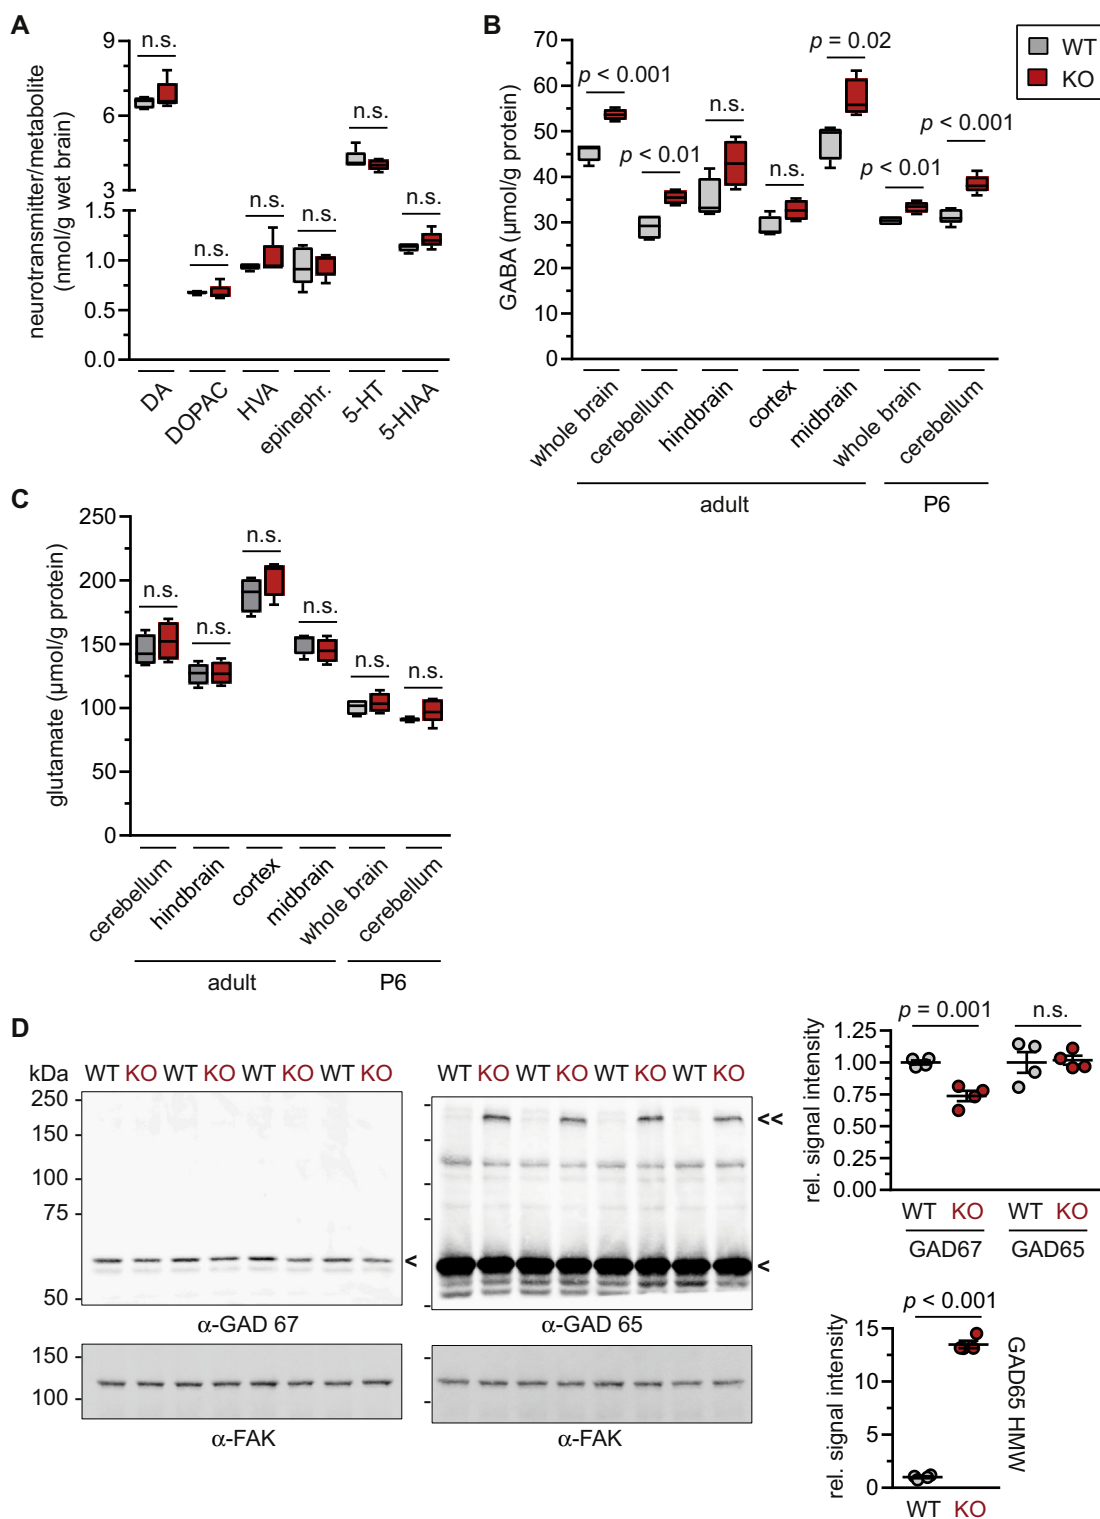 A
neurotransmitter/metabolite
(nmol/g wet brain)
9
6
3
1.5
1.0
0.5
0.0
n.s.
n.s.
n.s.
n.s.
n.s.
n.s.
DA
DOPAC
HVA
epinephr.
5-HT
5-HIAA
B
GABA (µmol/g protein)
70
60
50
40
30
20
10
0
p < 0.001
p < 0.01
n.s.
n.s.
p = 0.02
p < 0.01
p < 0.001
WT
KO
whole brain
cerebellum
hindbrain
cortex
midbrain
whole brain
cerebellum
adult
P6
C
glutamate (µmol/g protein)
250
200
150
100
50
0
n.s.
n.s.
n.s.
n.s.
n.s.
n.s.
cerebellum
hindbrain
cortex
midbrain
whole brain
cerebellum
adult
P6
D
kDa WT KO WT KO WT KO WT KO
250
150
100
75
50
<
α-GAD 67
150
100
α-FAK
WT KO WT KO WT KO WT KO
<<
<
α-GAD 65
α-FAK
rel. signal intensity
1.25
1.00
0.75
0.50
0.25
0.00
p = 0.001
n.s.
WT KO WT KO
GAD67 GAD65
rel. signal intensity
15
10
5
0
p < 0.001
WT KO
GAD65 HMW